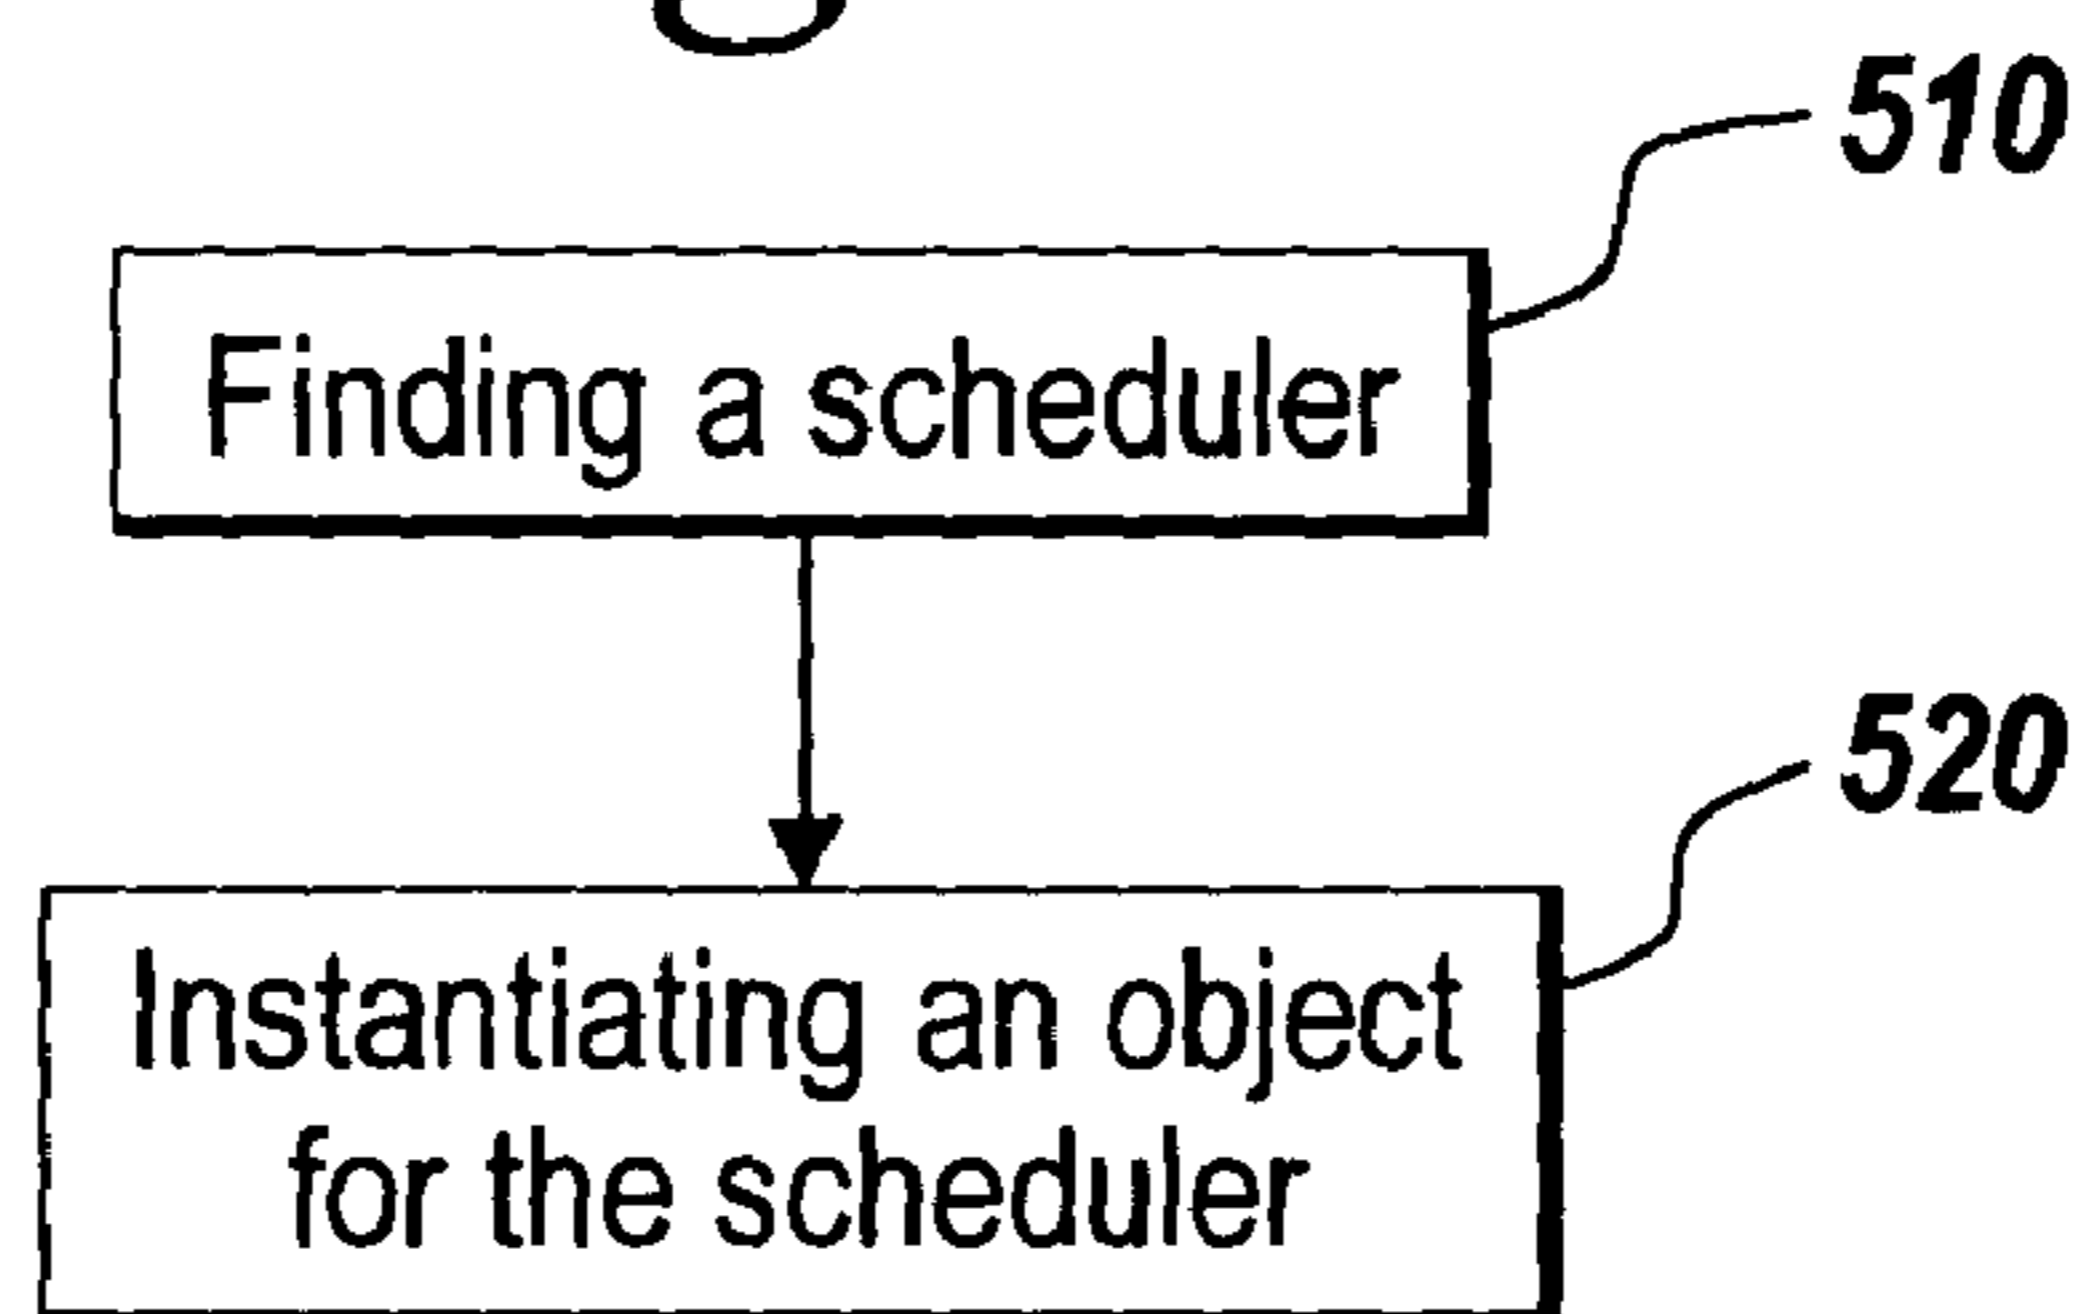 510
Finding a scheduler
520
Instantiating an object
for the scheduler